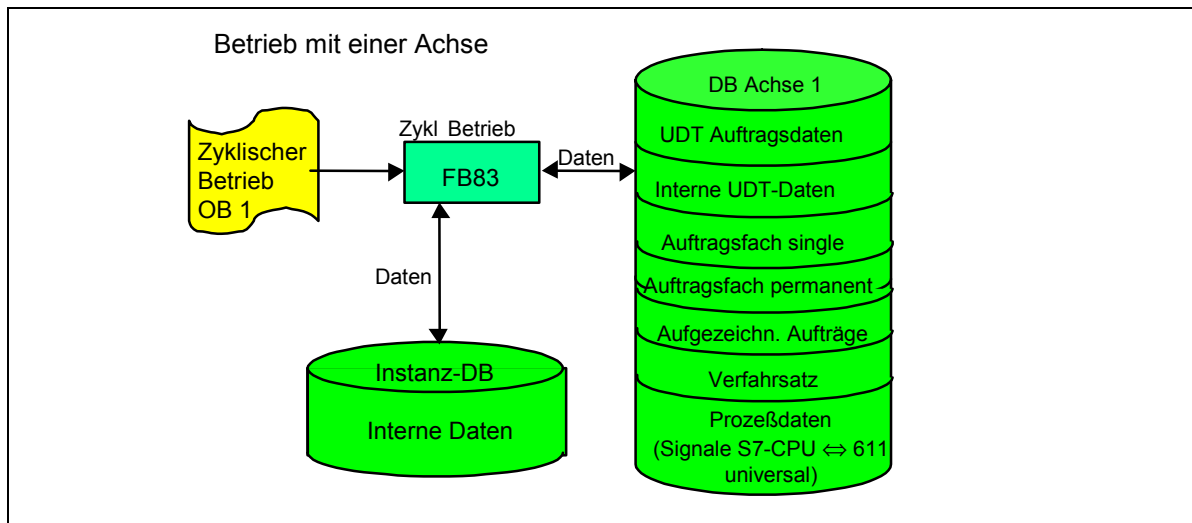 Betrieb mit einer Achse
Zyklischer
Betrieb
OB 1
Zykl Betrieb
FB83
Daten
Daten
Instanz-DB
Interne Daten
DB Achse 1
UDT Auftragsdaten
Interne UDT-Daten
Auftragsfach single
Auftragsfach permanent
Aufgezeichn. Aufträge
Verfahrsatz
Prozeßdaten
(Signale S7-CPU ⇔ 611
universal)